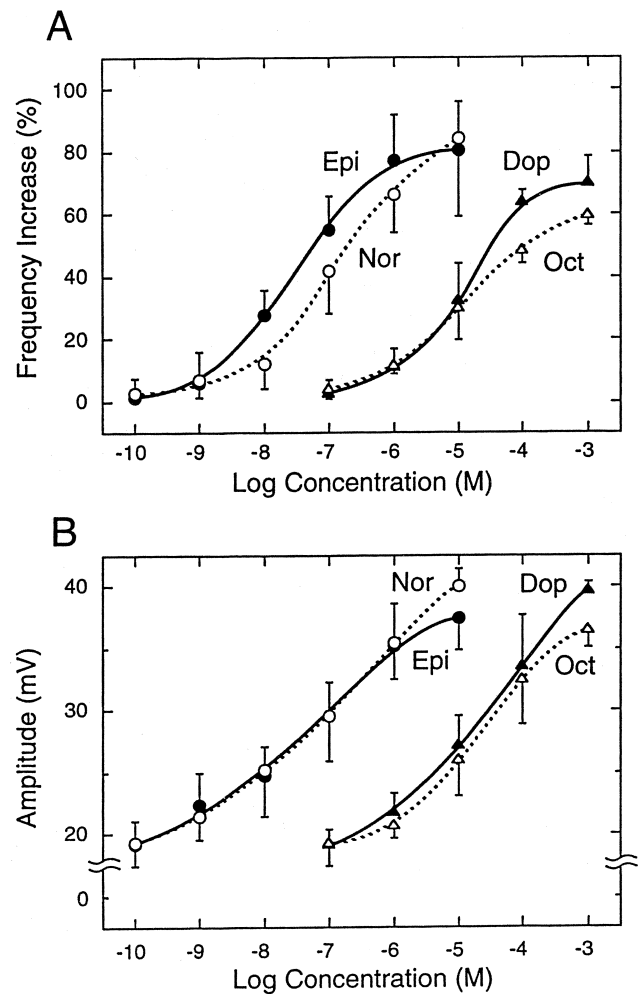 A
Frequency Increase (%)
100
80
60
40
20
0
Epi
Nor
Dop
Oct
-10 -9 -8 -7 -6 -5 -4 -3
Log Concentration (M)
B
Amplitude (mV)
40
30
20
0
Nor
Epi
Dop
Oct
-10 -9 -8 -7 -6 -5 -4 -3
Log Concentration (M)